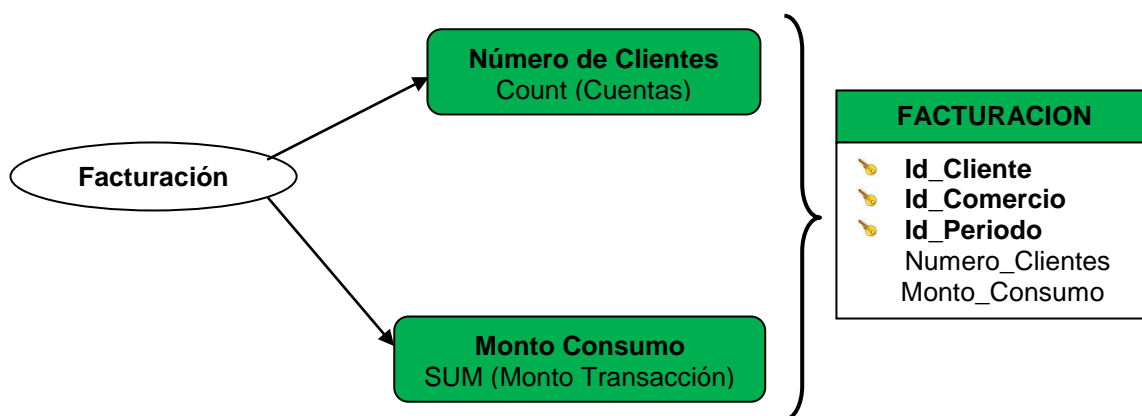 Facturación
Número de Clientes
Count (Cuentas)
Monto Consumo
SUM (Monto Transacción)
FACTURACION
Id_Cliente
Id_Comercio
Id_Periodo
Numero_Clientes
Monto_Consumo